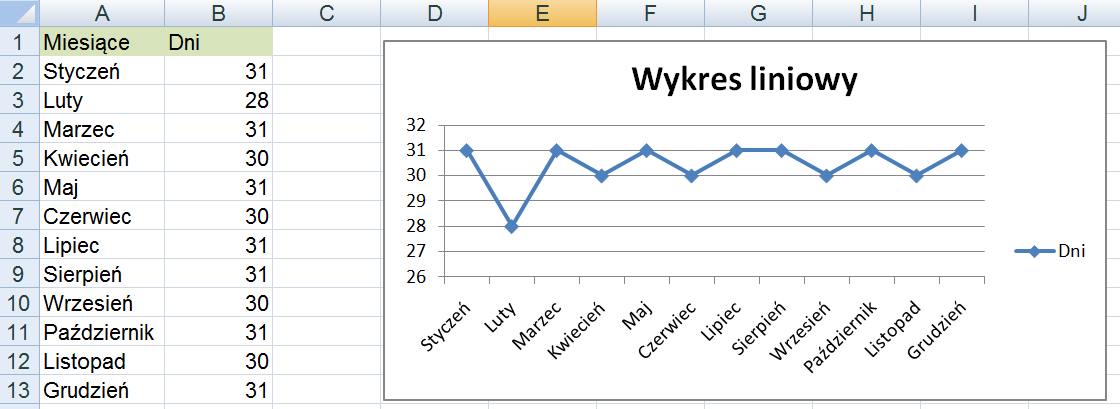 A B C D E F G H I J
1 Miesiące Dni
2 Styczeń 31
3 Luty 28
4 Marzec 31
5 Kwiecień 30
6 Maj 31
7 Czerwiec 30
8 Lipiec 31
9 Sierpień 31
10 Wrzesień 30
11 Październik 31
12 Listopad 30
13 Grudzień 31
Wykres liniowy
32
31
30
29
28
27
26
Styczeń Luty Marzec Kwiecień Maj Czerwiec Lipiec Sierpień Wrzesień Październik Listopad Grudzień
Dni